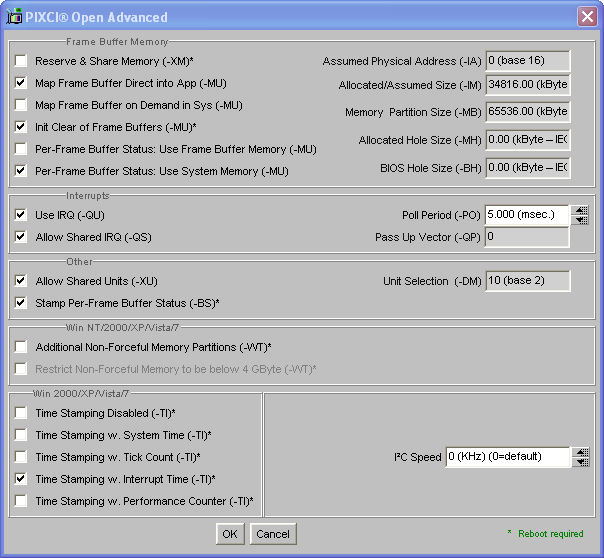 PIXCI® Open Advanced
Frame Buffer Memory
Reserve & Share Memory (-XM)* Assumed Physical Address (-IA) 0 (base 16)
Map Frame Buffer Direct into App (-MU) Allocated/Assumed Size (-IM) 34816.00 (kByte
Map Frame Buffer on Demand in Sys (-MU) Memory Partition Size (-MB) 65536.00 (kByte
Init Clear of Frame Buffers (-MU)* Allocated Hole Size (-MH) 0.00 (kByte -- IEC
Per-Frame Buffer Status: Use Frame Buffer Memory (-MU)
Per-Frame Buffer Status: Use System Memory (-MU) BIOS Hole Size (-BH) 0.00 (kByte -- IEC
Interrupts
Use IRQ (-QU) Poll Period (-PO) 5.000 (msec.)
Allow Shared IRQ (-QS) Pass Up Vector (-QP) 0
Other
Allow Shared Units (-XU) Unit Selection (-DM) 10 (base 2)
Stamp Per-Frame Buffer Status (-BS)*
Win NT/2000/XP/Vista/7
Additional Non-Forceful Memory Partitions (-WT)*
Restrict Non-Forceful Memory to be below 4 GByte (-WT)*
Win 2000/XP/Vista/7
Time Stamping Disabled (-TI)*
Time Stamping w. System Time (-TI)*
Time Stamping w. Tick Count (-TI)* I²C Speed 0 (KHz) (0=default)
Time Stamping w. Interrupt Time (-TI)*
Time Stamping w. Performance Counter (-TI)*
OK Cancel * Reboot required